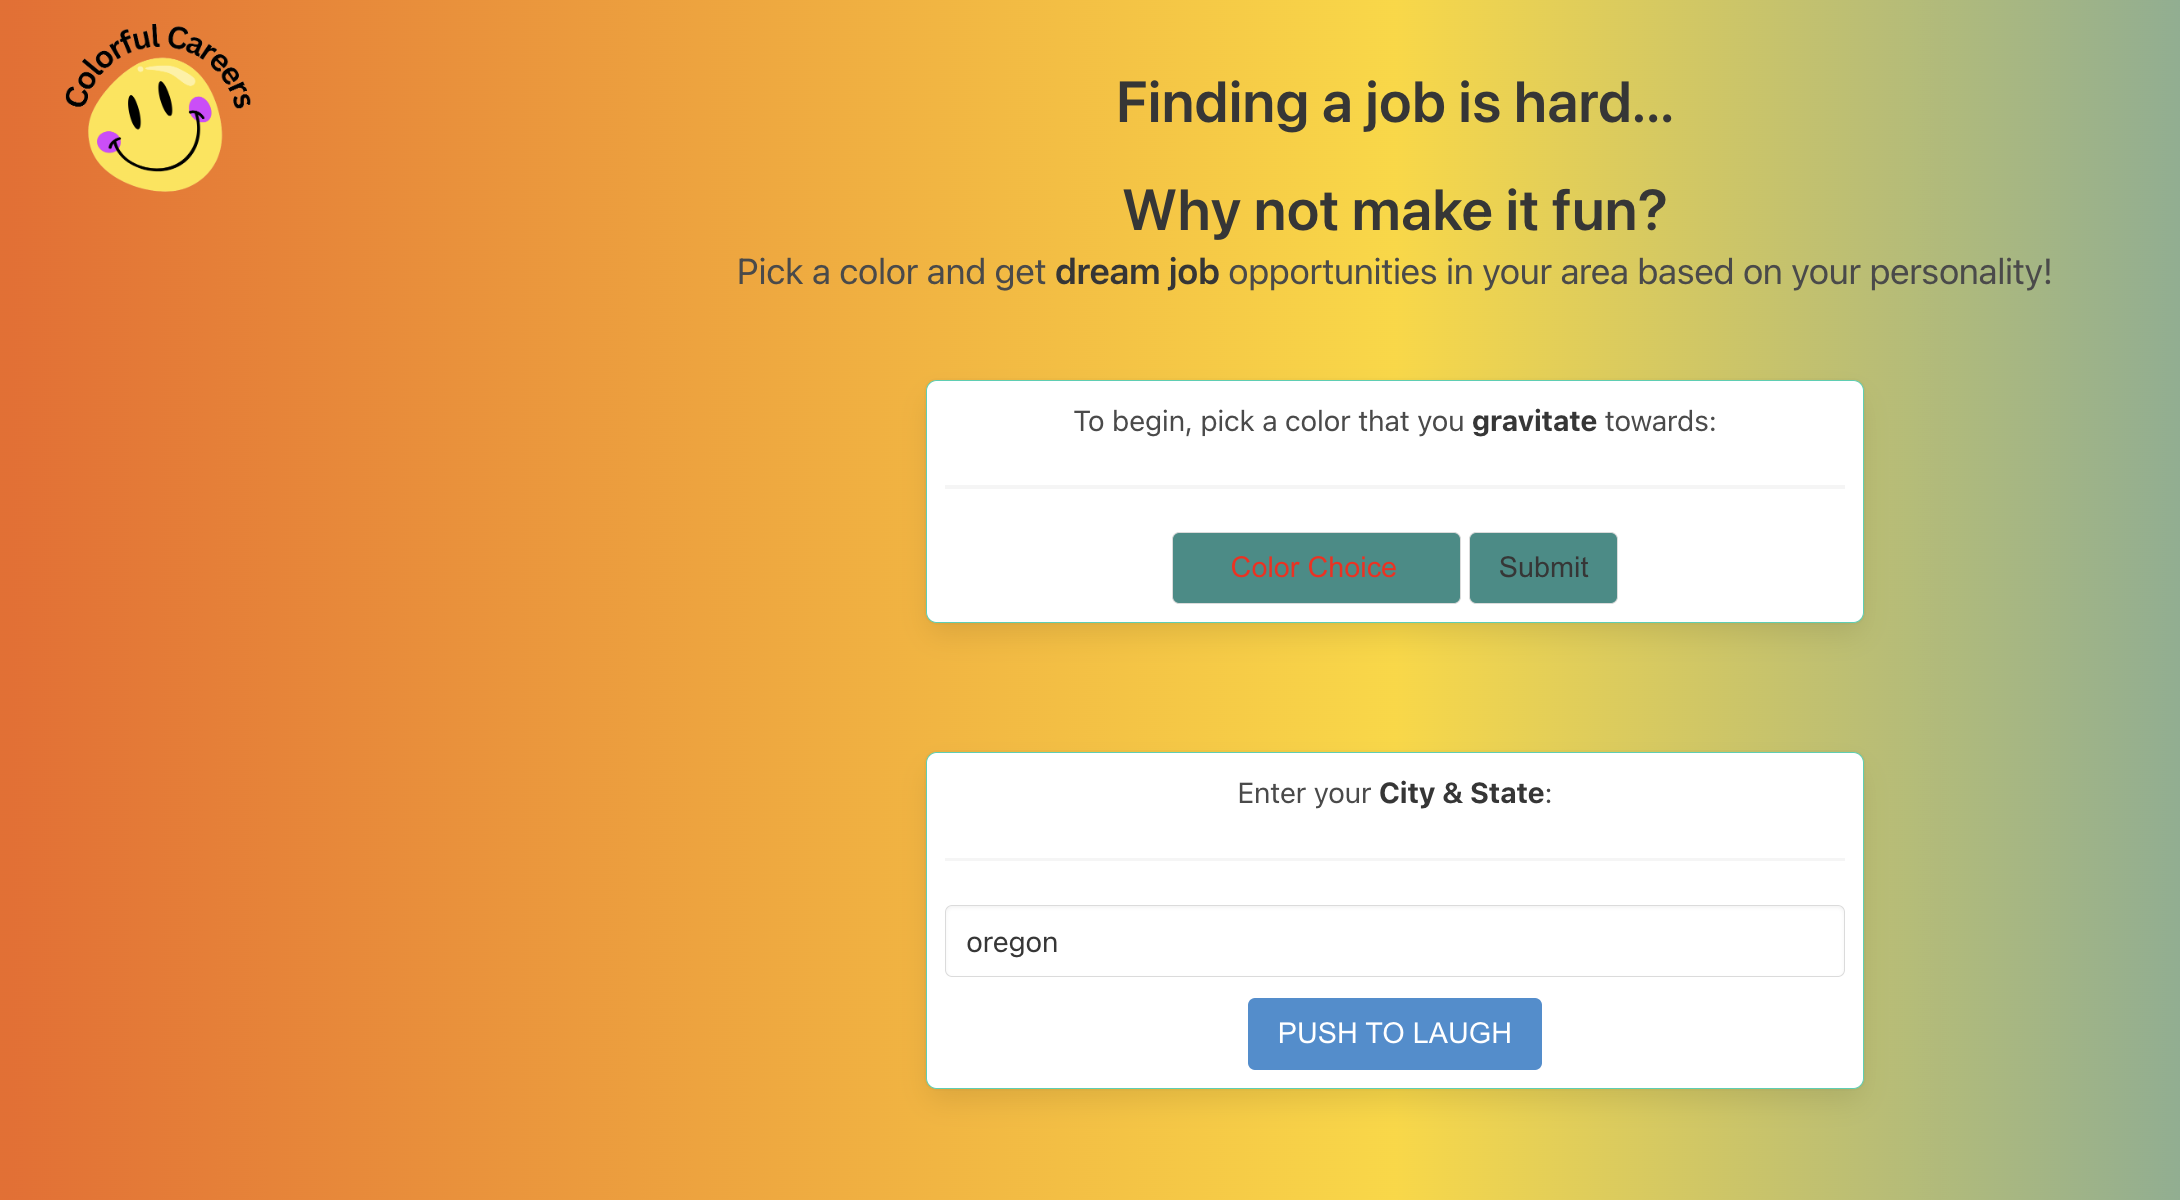 Colorful Careers
Finding a job is hard...
Why not make it fun?
Pick a color and get dream job opportunities in your area based on your personality!
To begin, pick a color that you gravitate towards:
Color Choice
Submit
Enter your City & State:
oregon
PUSH TO LAUGH